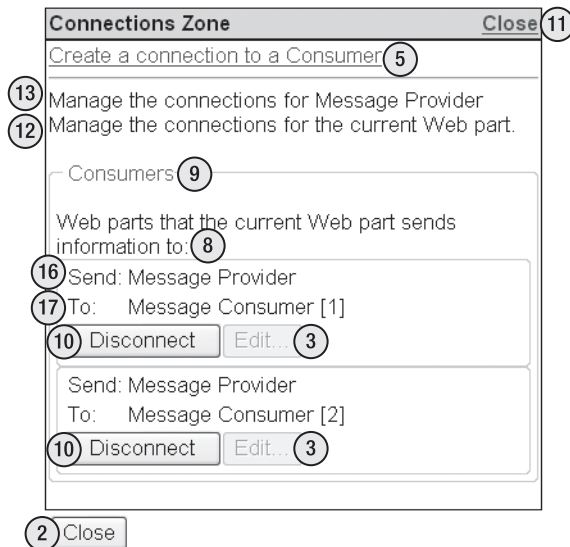 Connections Zone Close 11
Create a connection to a Consumer 5
13 Manage the connections for Message Provider
12 Manage the connections for the current Web part.
Consumers 9
Web parts that the current Web part sends
information to: 8
16 Send: Message Provider
17 To: Message Consumer [1]
10 Disconnect Edit... 3
Send: Message Provider
To: Message Consumer [2]
10 Disconnect Edit... 3
2 Close